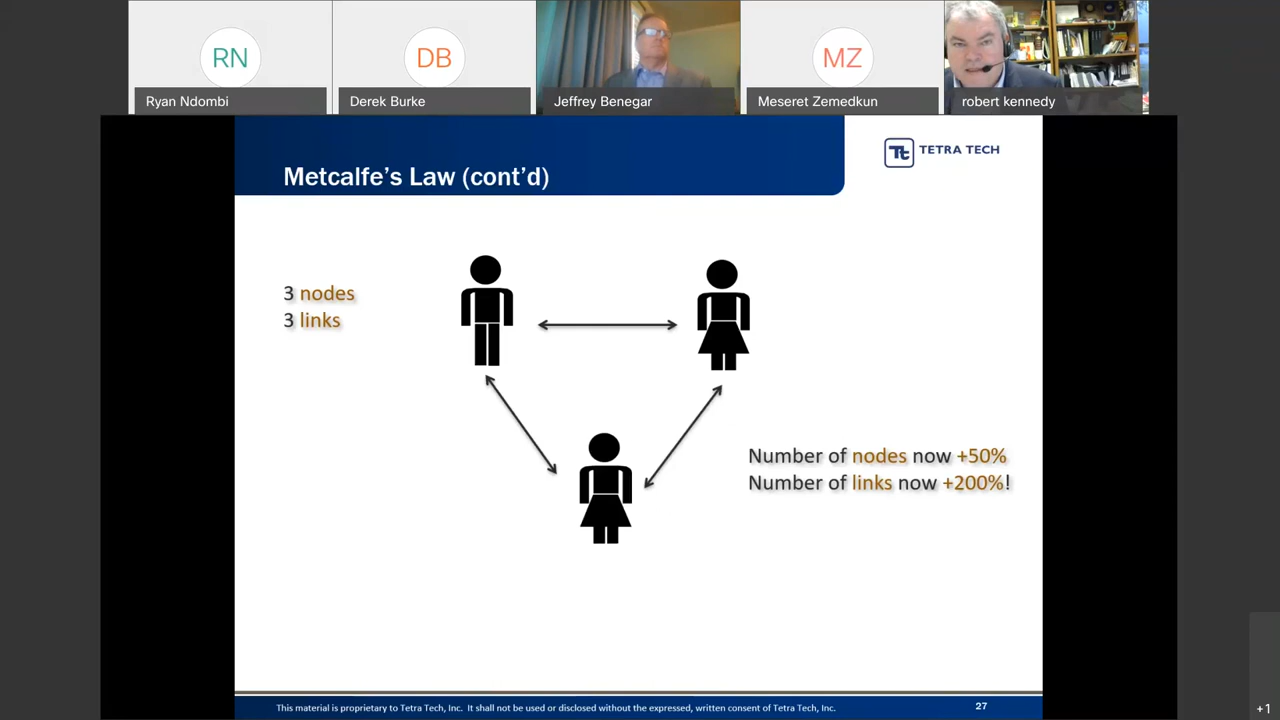 RN
DB
MZ
Ryan Ndombi
Derek Burke
Jeffrey Benegar
Meseret Zemedkun
robert kennedy
Tt TETRA TECH
Metcalfe's Law (cont'd)
3 nodes
3 links
Number of nodes now +50%
Number of links now +200%!
This material is proprietary to Tetra Tech, Inc. It shall not be used or disclosed without the expressed, written consent of Tetra Tech, Inc.
27
+1